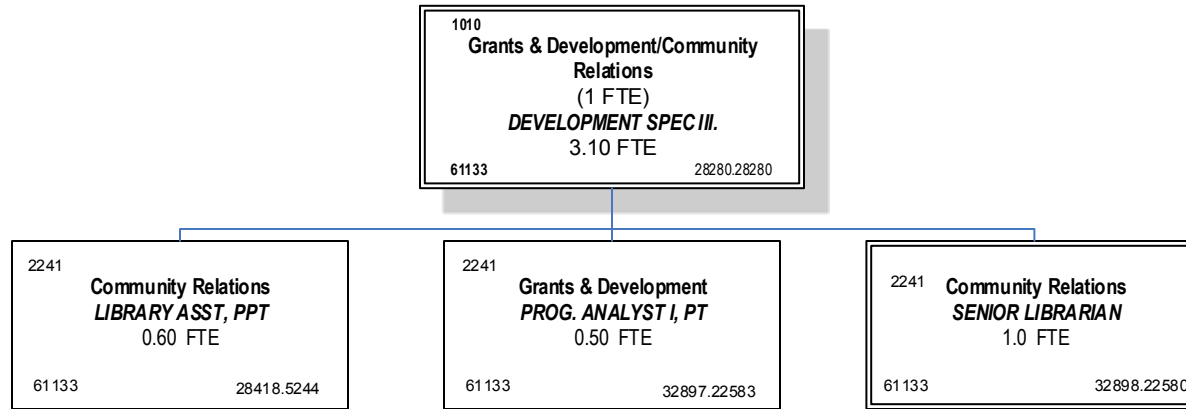 1010
Grants & Development/Community
Relations
(1 FTE)
DEVELOPMENT SPEC III.
3.10 FTE
61133 28280.28280
2241
Community Relations
LIBRARY ASST, PPT
0.60 FTE
61133 28418.5244
2241
Grants & Development
PROG. ANALYST I, PT
0.50 FTE
61133 32897.22583
2241
Community Relations
SENIOR LIBRARIAN
1.0 FTE
61133 32898.22580